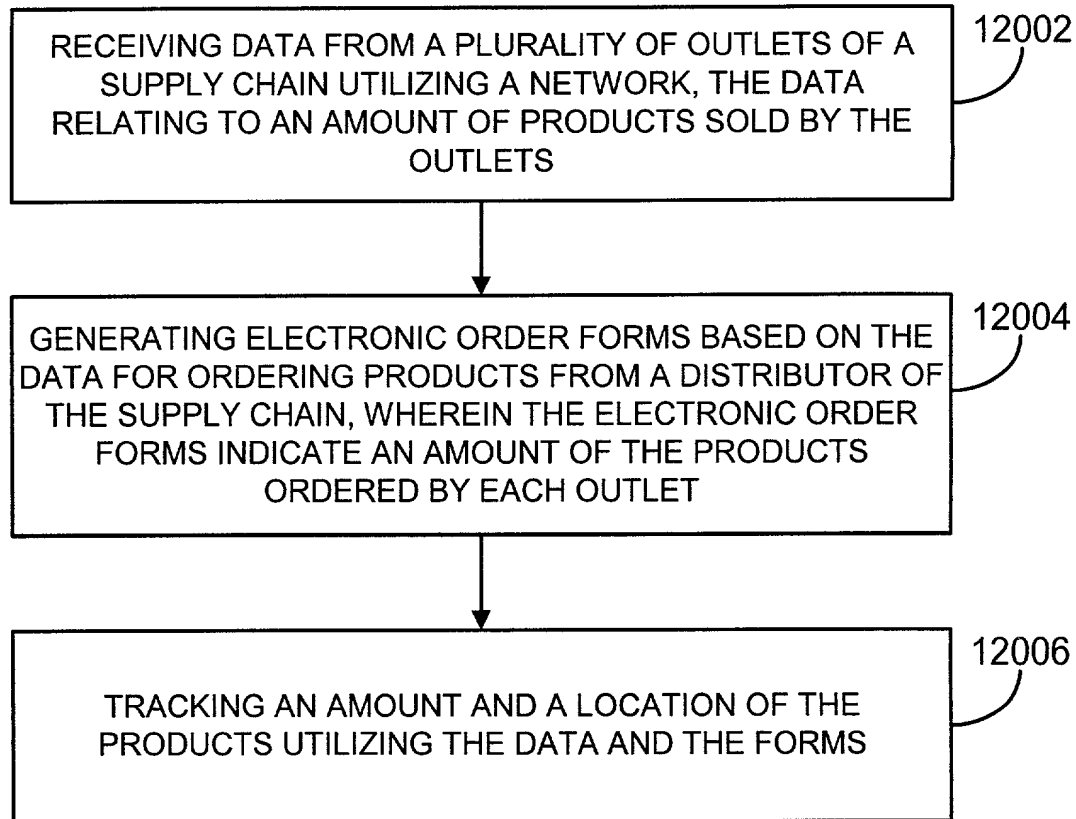 RECEIVING DATA FROM A PLURALITY OF OUTLETS OF A
SUPPLY CHAIN UTILIZING A NETWORK, THE DATA
RELATING TO AN AMOUNT OF PRODUCTS SOLD BY THE
OUTLETS
12002
GENERATING ELECTRONIC ORDER FORMS BASED ON THE
DATA FOR ORDERING PRODUCTS FROM A DISTRIBUTOR OF
THE SUPPLY CHAIN, WHEREIN THE ELECTRONIC ORDER
FORMS INDICATE AN AMOUNT OF THE PRODUCTS
ORDERED BY EACH OUTLET
12004
TRACKING AN AMOUNT AND A LOCATION OF THE
PRODUCTS UTILIZING THE DATA AND THE FORMS
12006